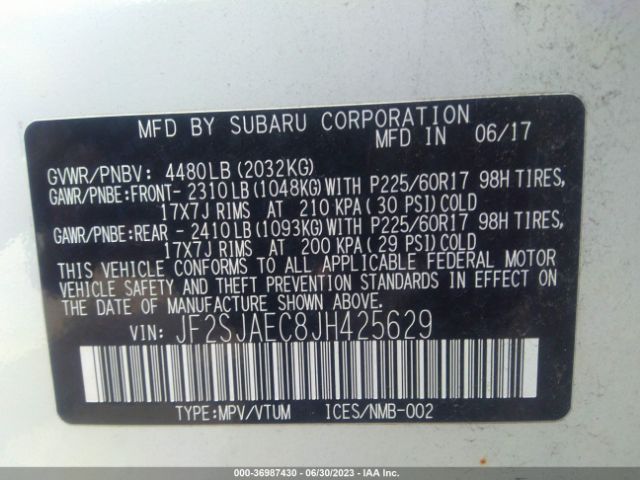 MFD BY SUBARU CORPORATION
MFD IN 06/17
GVWR/PNBV: 4480LB(2032KG)
GAWR/PNBE:FRONT- 2310LB(1048KG)WITH P225/60R17 98H TIRES,
17X7J RIMS AT 210 KPA(30 PSI)COLD
GAWR/PNBE:REAR - 2410LB(1093KG)WITH P225/60R17 98H TIRES,
17X7J RIMS AT 200 KPA(29 PSI)COLD
THIS VEHICLE CONFORMS TO ALL APPLICABLE FEDERAL MOTOR
VEHICLE SAFETY AND THEFT PREVENTION STANDARDS IN EFFECT ON
THE DATE OF MANUFACTURE SHOWN ABOVE.
VIN: JF2SJAEC8JH425629
TYPE:MPV/VTUM ICES/NMB-002
000-36987430 - 06/30/2023 - IAA Inc.